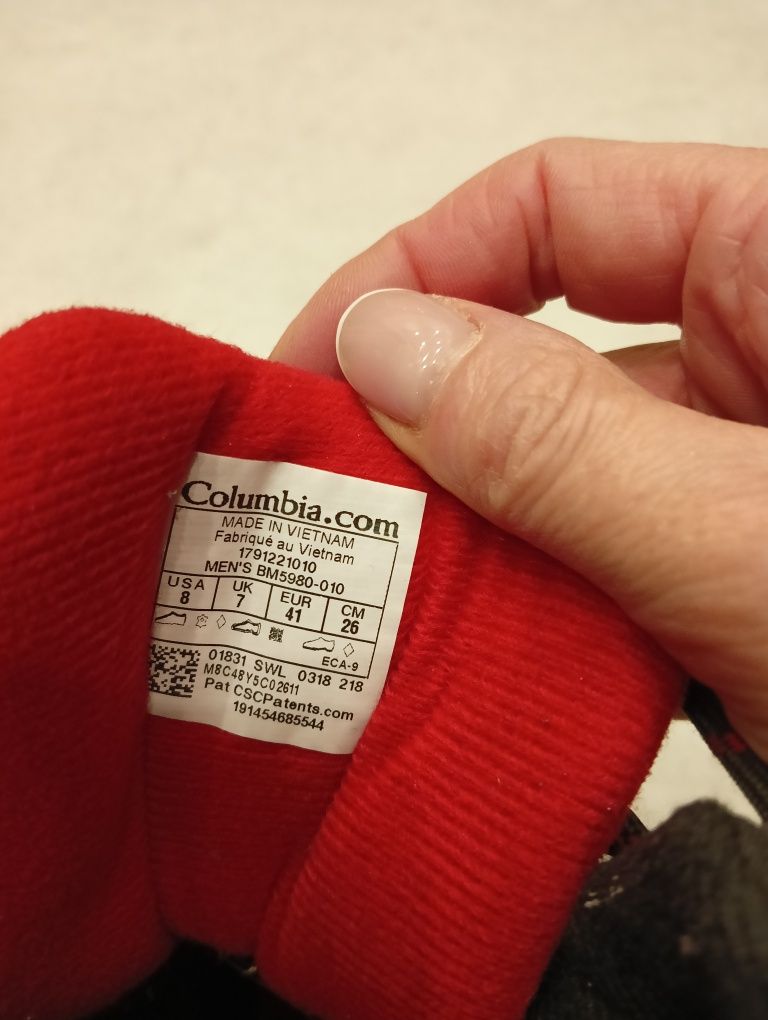 Columbia.com
MADE IN VIETNAM
Fabriqué au Vietnam
1791221010
MEN'S BM5980-010
USA UK EUR CM
8 7 41 26
ECA-9
01831 SWL 0318 218
M8C48Y5C02611
Pat CSCPatents.com
191454685544